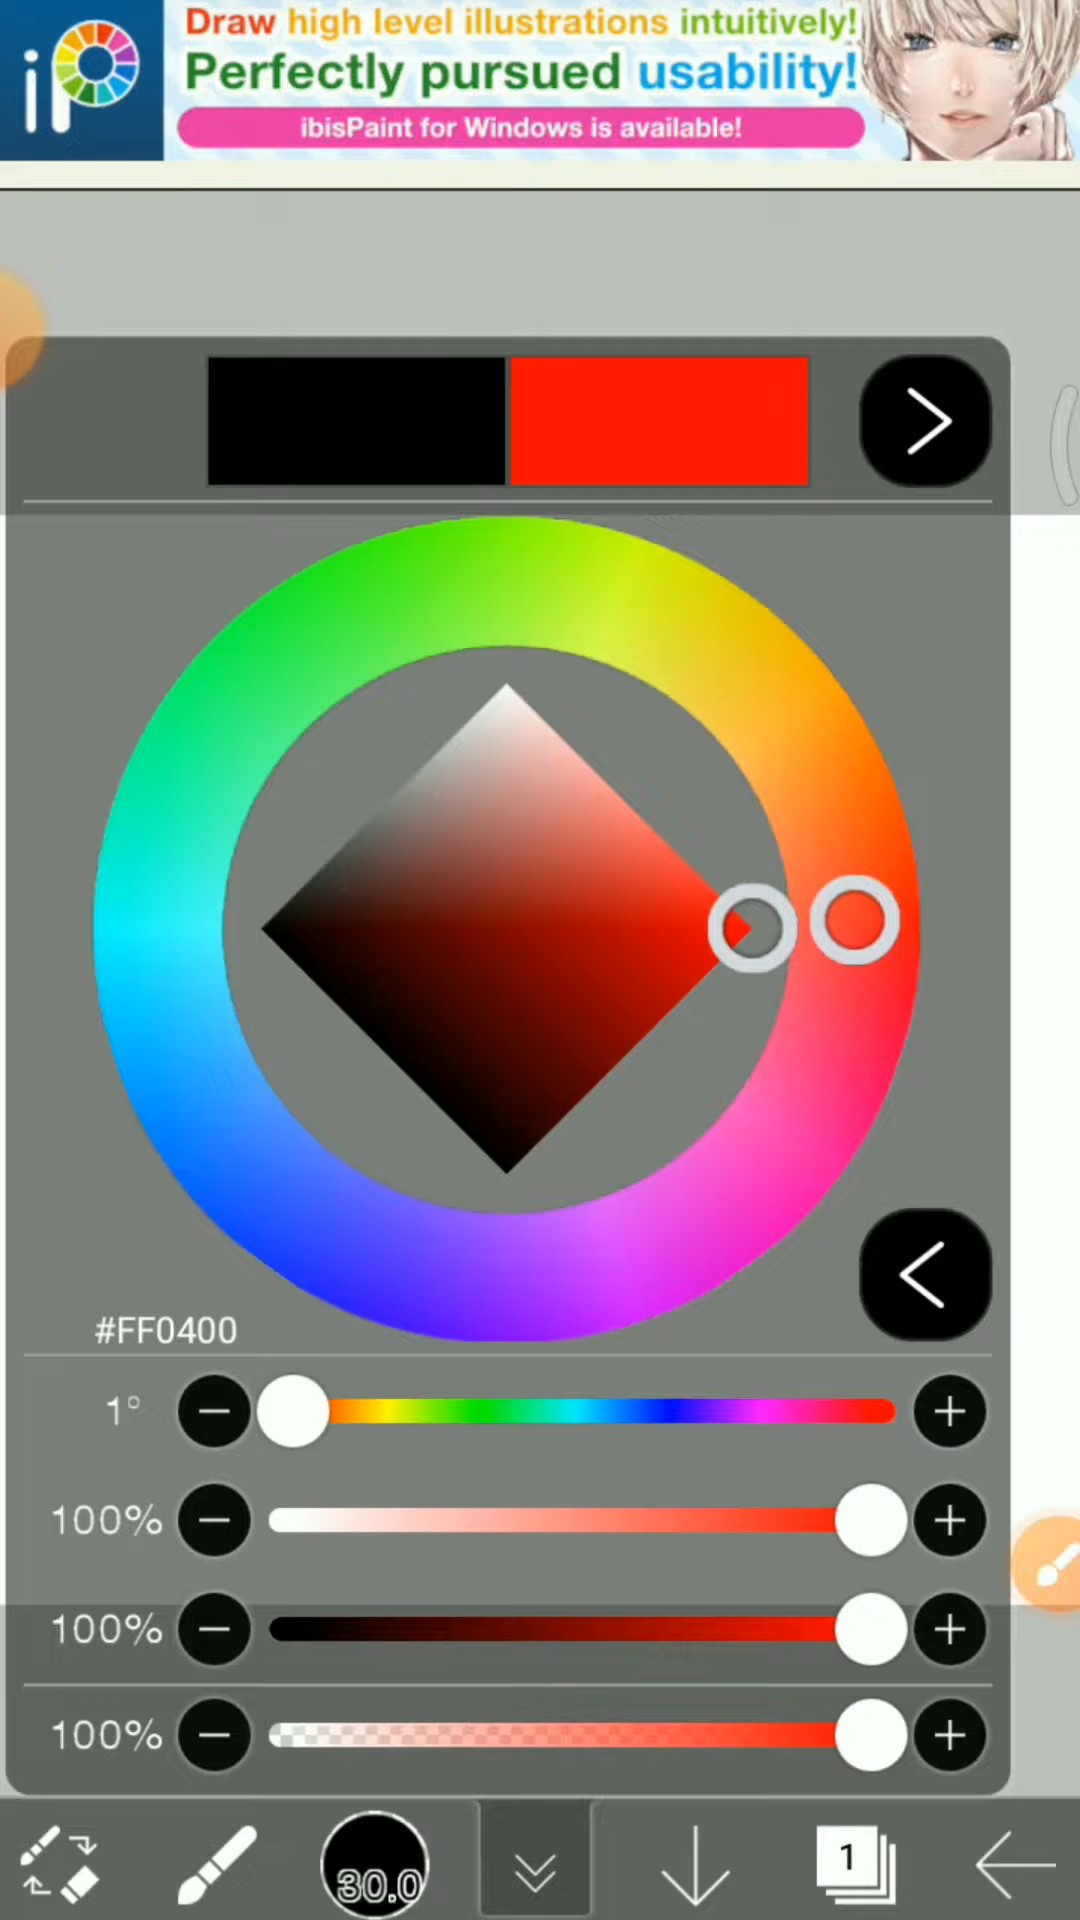 iP
Draw high level illustrations intuitively!
Perfectly pursued usability!
ibisPaint for Windows is available!
#FF0400
1°
100%
100%
100%
30.0
1